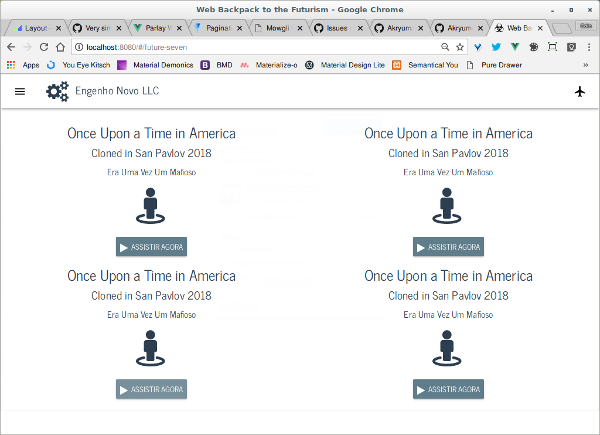 Web Backpack to the Futurism - Google Chrome
Layout
Very sin
Parlay W
Paginat
Mowgli
Issues
Akryum
Akryum
Web Ba
localhost:8080/#/future-seven
Apps
You Eye Kitsch
Material Demonics
BMD
Materialize-o
Material Design Lite
Semantical You
Pure Drawer
Engenho Novo LLC
Once Upon a Time in America
Once Upon a Time in America
Cloned in San Pavlov 2018
Cloned in San Pavlov 2018
Era Uma Vez Um Mafioso
Era Uma Vez Um Mafioso
ASSISTIR AGORA
ASSISTIR AGORA
Once Upon a Time in America
Once Upon a Time in America
Cloned in San Pavlov 2018
Cloned in San Pavlov 2018
Era Uma Vez Um Mafioso
Era Uma Vez Um Mafioso
ASSISTIR AGORA
ASSISTIR AGORA